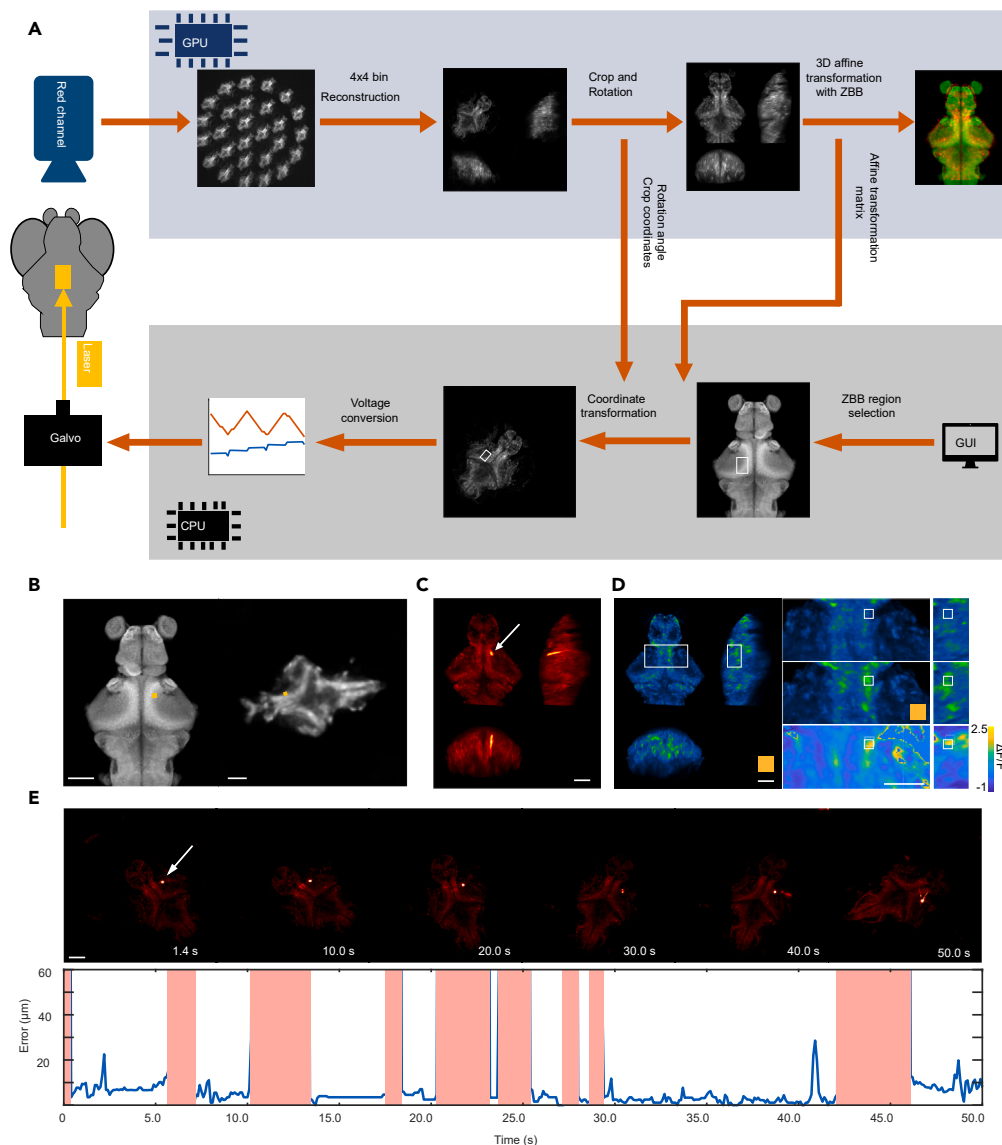 A
GPU
Red channel
4x4 bin
Reconstruction
Crop and
Rotation
3D affine
transformation
with ZBB
Rotation angle
Crop coordinates
Affine transformation
matrix
Laser
Galvo
Voltage
conversion
Coordinate
transformation
ZBB region
selection
GUI
CPU
B
C
D
2.5
-1
ΔF/F
E
1.4 s
10.0 s
20.0 s
30.0 s
40.0 s
50.0 s
60
40
20
Error (µm)
0
5.0
10.0
15.0
20.0
25.0
30.0
35.0
40.0
45.0
50.0
Time (s)